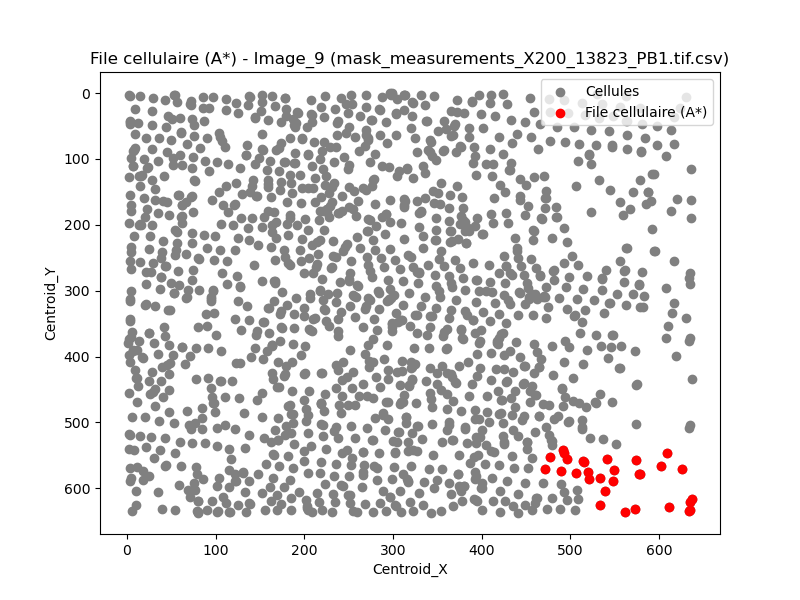 File cellulaire (A*) - Image_9 (mask_measurements_X200_13823_PB1.tif.csv)
Cellules
File cellulaire (A*)
0
100
200
300
400
500
600
Centroid_Y
0 100 200 300 400 500 600
Centroid_X